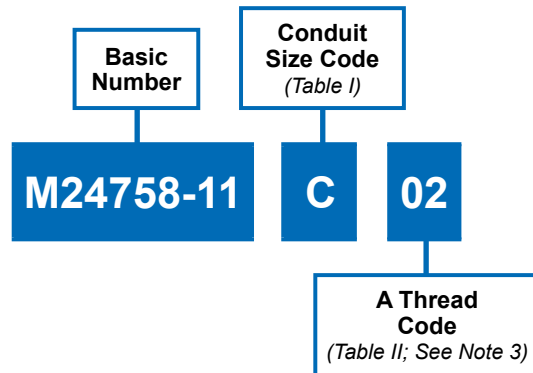 Basic
Number
Conduit
Size Code
(Table I)
M24758-11
C
02
A Thread
Code
(Table II; See Note 3)